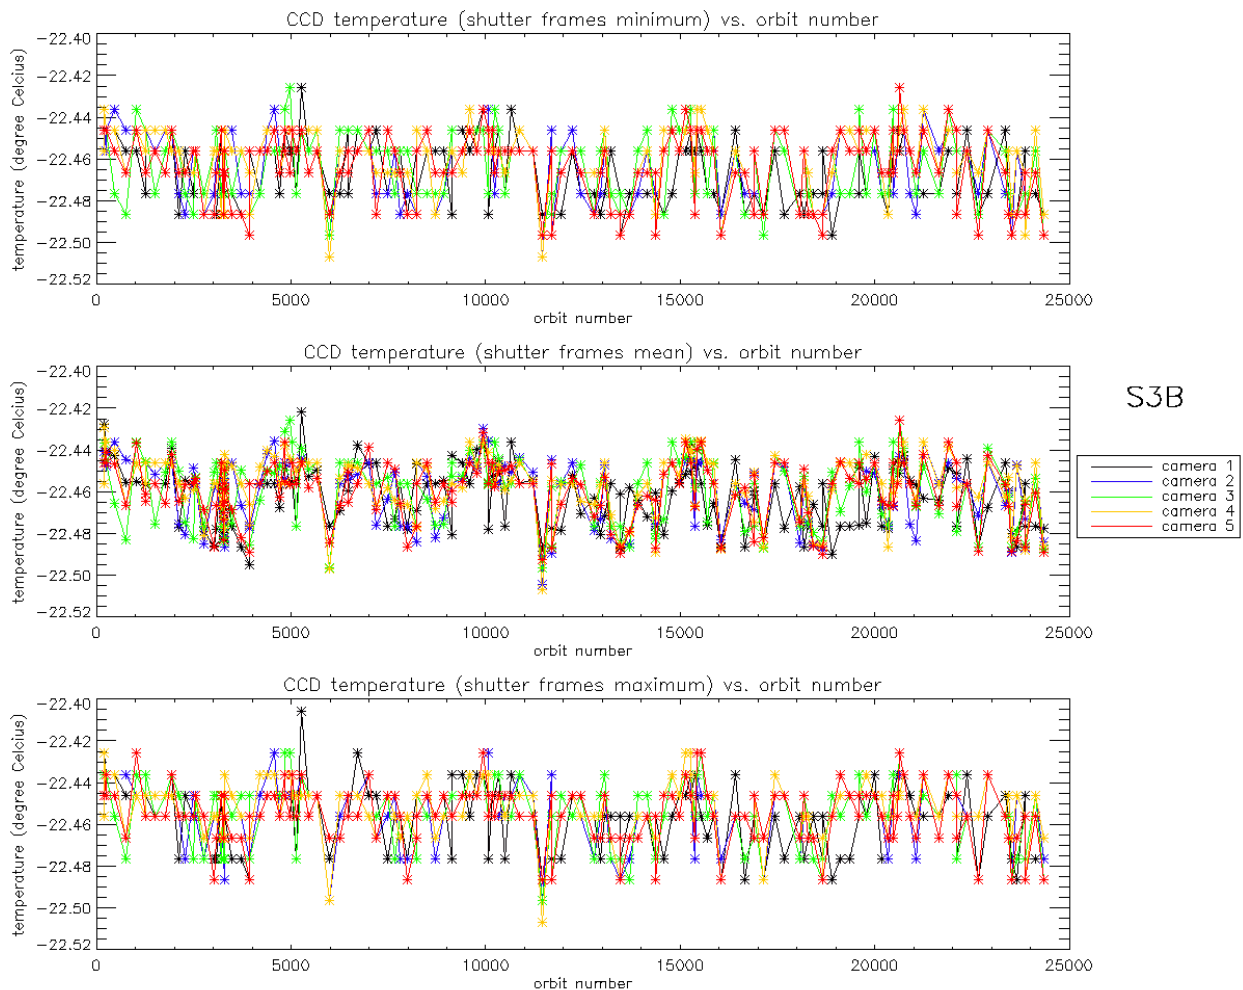 CCD temperature (shutter frames minimum) vs. orbit number
temperature (degree Celcius)
−22.40
−22.42
−22.44
−22.46
−22.48
−22.50
−22.52
0 5000 10000 15000 20000 25000
orbit number
CCD temperature (shutter frames mean) vs. orbit number
temperature (degree Celcius)
−22.40
−22.42
−22.44
−22.46
−22.48
−22.50
−22.52
0 5000 10000 15000 20000 25000
orbit number
S3B
camera 1
camera 2
camera 3
camera 4
camera 5
CCD temperature (shutter frames maximum) vs. orbit number
temperature (degree Celcius)
−22.40
−22.42
−22.44
−22.46
−22.48
−22.50
−22.52
0 5000 10000 15000 20000 25000
orbit number